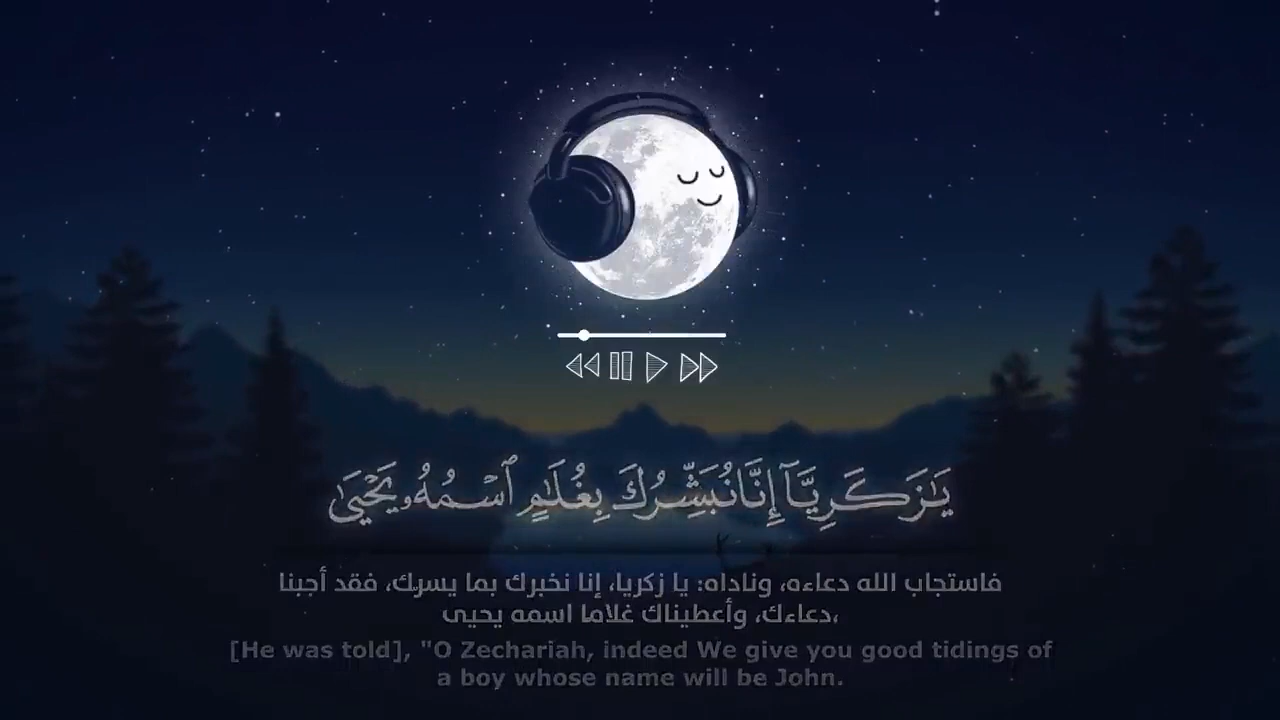 يَٰزَكَرِيَّآ إِنَّا نُبَشِّرُكَ بِغُلَٰمٍ ٱسْمُهُۥ يَحْيَىٰ
فاستجاب الله دعاءه، وناداه: يا زكريا، إنا نخبرك بما يسرك، فقد أجبنا
دعاءك، وأعطيناك غلاما اسمه يحيى،
[He was told], "O Zechariah, indeed We give you good tidings of
a boy whose name will be John.